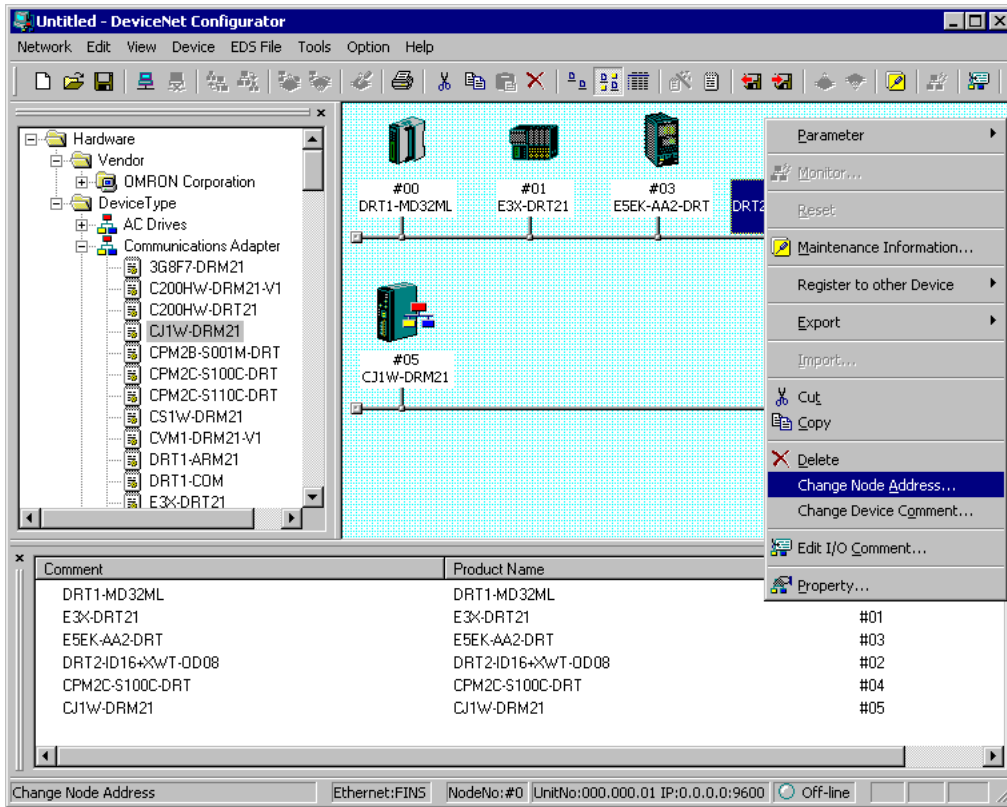 Untitled - DeviceNet Configurator
Network Edit View Device EDS File Tools Option Help
Hardware
Vendor
OMRON Corporation
DeviceType
AC Drives
Communications Adapter
3G8F7-DRM21
C200HW-DRM21-V1
C200HW-DRT21
CJ1W-DRM21
CPM2B-S001M-DRT
CPM2C-S100C-DRT
CPM2C-S110C-DRT
CS1W-DRM21
CVM1-DRM21-V1
DRT1-ARM21
DRT1-COM
E3X-DRT21
#00
DRT1-MD32ML
#01
E3X-DRT21
#03
E5EK-AA2-DRT
DRT2
#05
CJ1W-DRM21
Parameter
Monitor...
Reset
Maintenance Information...
Register to other Device
Export
Import...
Cut
Copy
Delete
Change Node Address...
Change Device Comment...
Edit I/O Comment...
Property...
Comment Product Name
DRT1-MD32ML DRT1-MD32ML
E3X-DRT21 E3X-DRT21 #01
E5EK-AA2-DRT E5EK-AA2-DRT #03
DRT2-ID16+XWT-OD08 DRT2-ID16+XWT-OD08 #02
CPM2C-S100C-DRT CPM2C-S100C-DRT #04
CJ1W-DRM21 CJ1W-DRM21 #05
Change Node Address Ethernet:FINS NodeNo:#0 UnitNo:000.000.01 IP:0.0.0.0:9600 Off-line